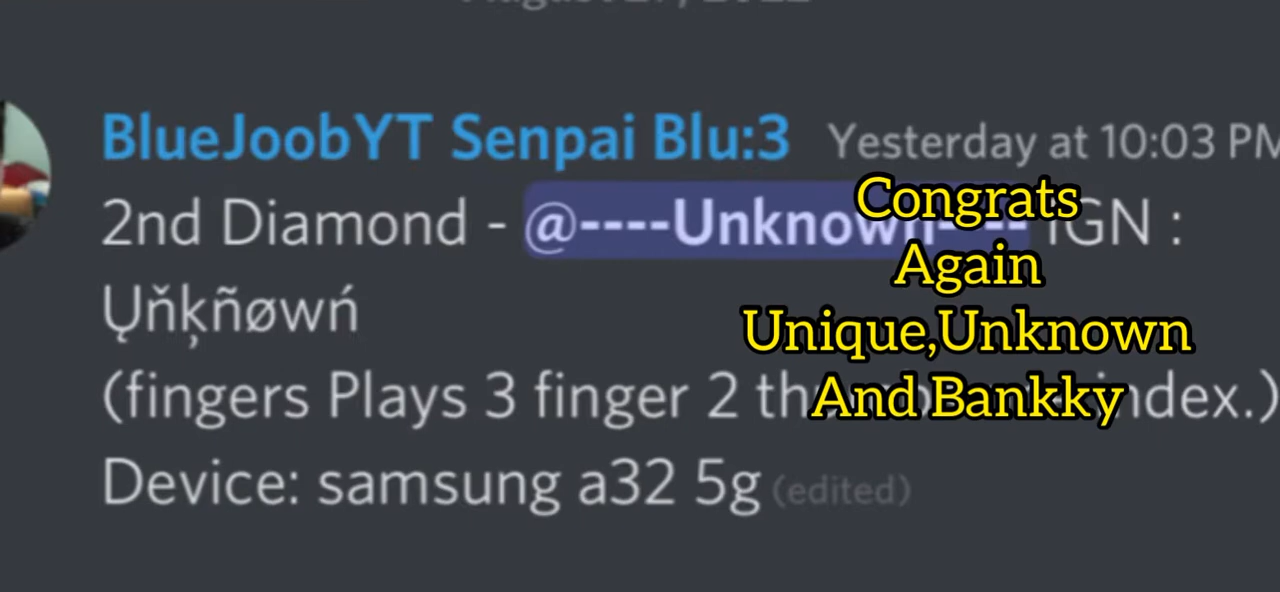 BlueJoobYT Senpai Blu:3 Yesterday at 10:03 PM
2nd Diamond - @----Unknown---- IGN :
Ųňķñøwń
(fingers Plays 3 finger 2 index.)
Device: samsung a32 5g (edited)
Congrats
Again
Unique,Unknown
And Bankky